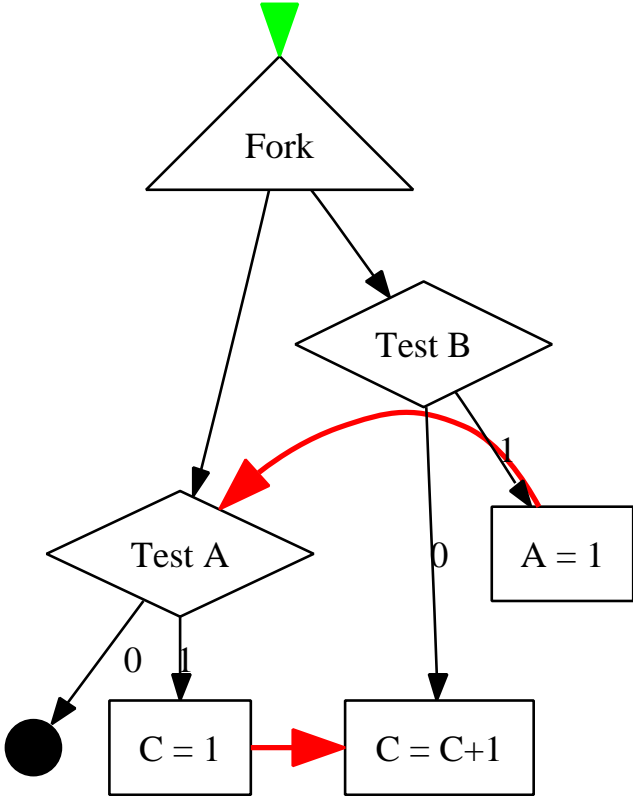 Fork
Test B
1
Test A
0
A = 1
0
1
C = 1
C = C+1